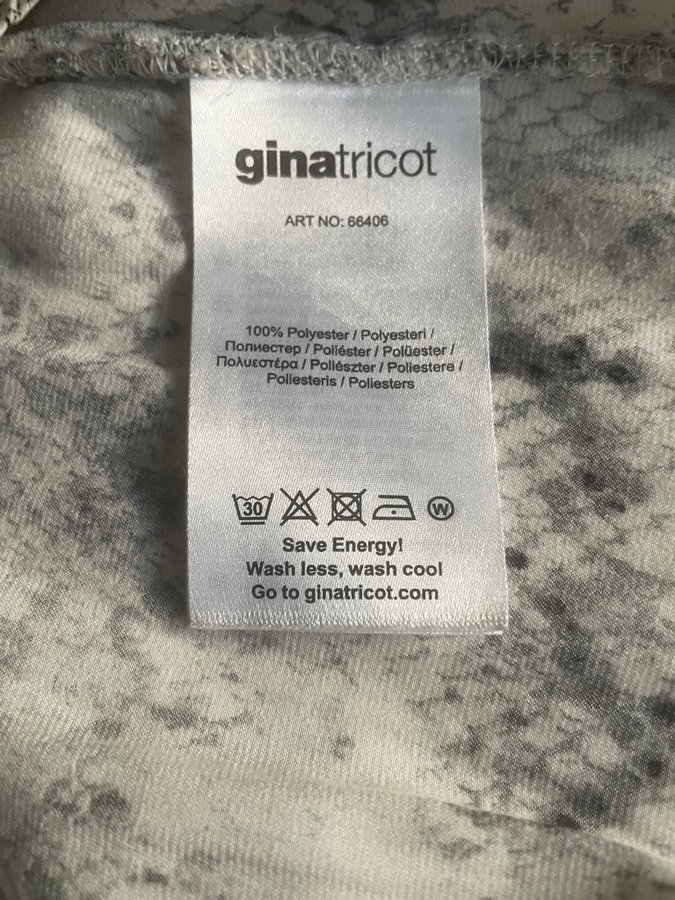 ginatricot
ART NO: 66406
100% Polyester / Polyesteri /
Полиестер / Poliéster / Polüester /
Πολυεστέρα / Poliészter / Poliestere /
Poliesteris / Poliesters
30
W
Save Energy!
Wash less, wash cool
Go to ginatricot.com